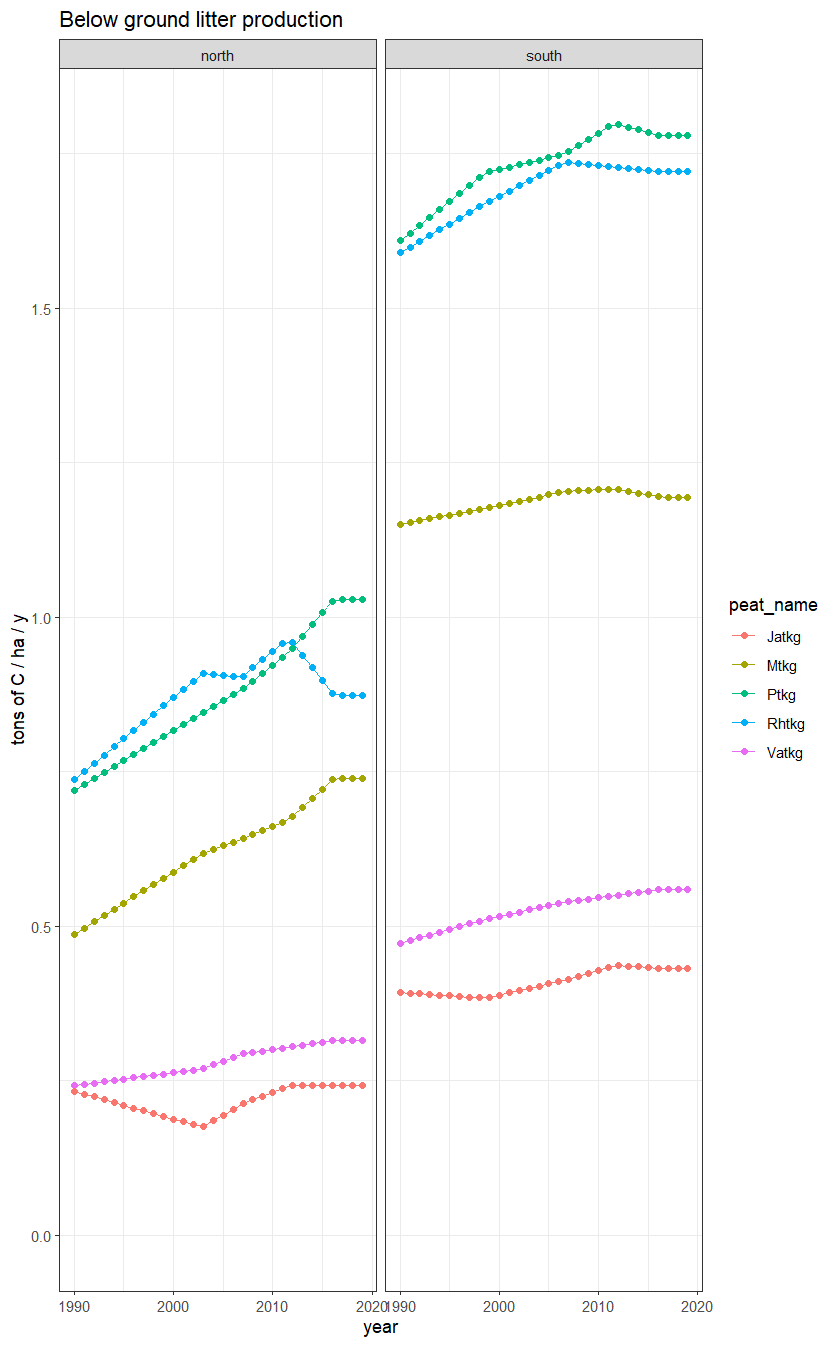 Below ground litter production
north south
1.5
1.0
0.5
0.0
tons of C / ha / y
1990 2000 2010 2020 1990 2000 2010 2020
year
peat_name
Jatkg
Mtkg
Ptkg
Rhtkg
Vatkg